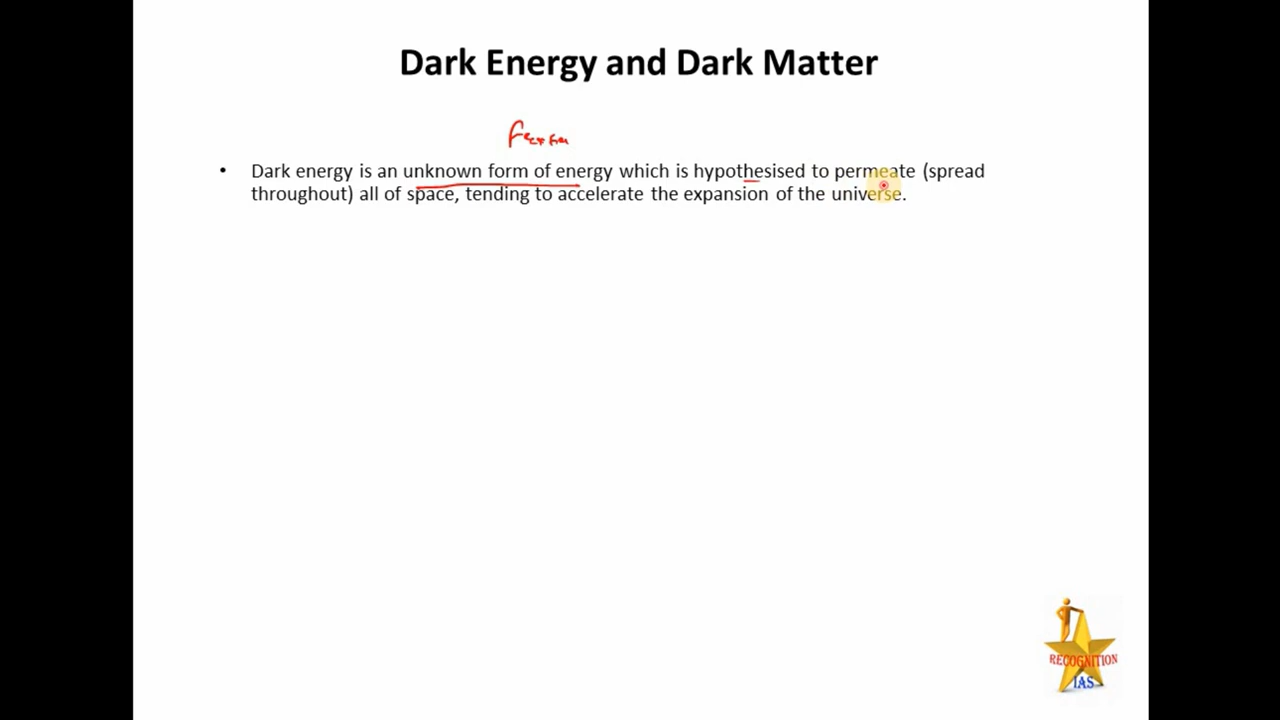 Dark Energy and Dark Matter
• Dark energy is an unknown form of energy which is hypothesised to permeate (spread
throughout) all of space, tending to accelerate the expansion of the universe.
RECOGNITION
IAS